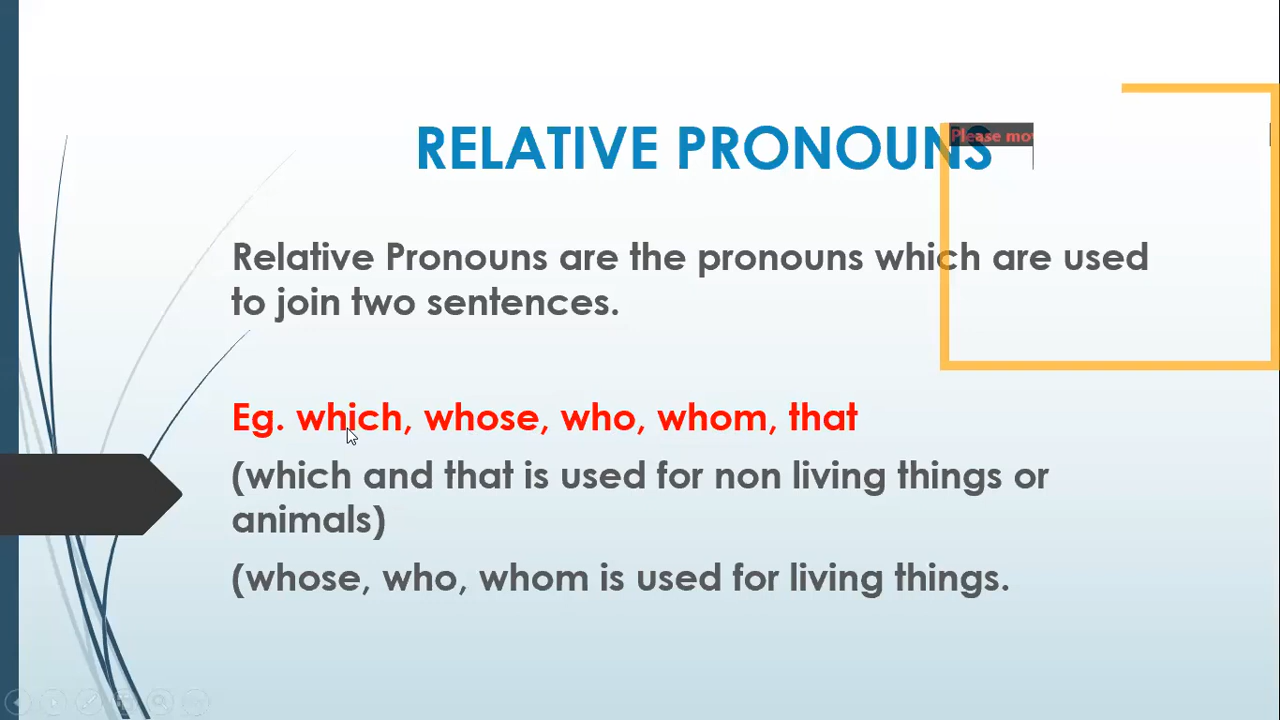 RELATIVE PRONOUNS
Please mo
Relative Pronouns are the pronouns which are used
to join two sentences.
Eg. which, whose, who, whom, that
(which and that is used for non living things or
animals)
(whose, who, whom is used for living things.